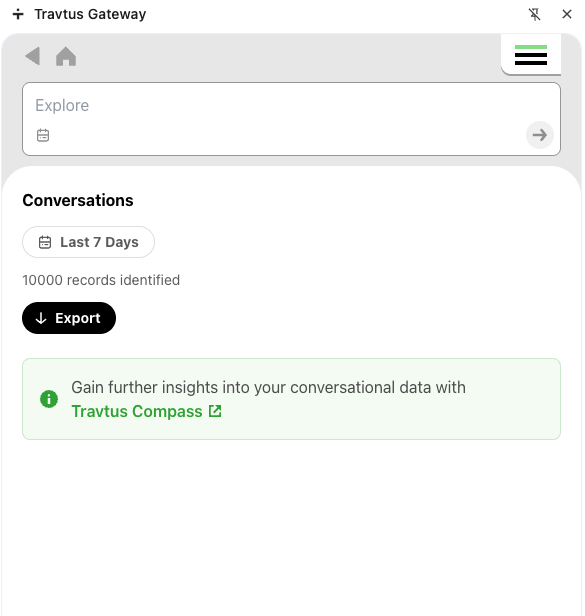 Travtus Gateway
Explore
Conversations
Last 7 Days
10000 records identified
Export
Gain further insights into your conversational data with
Travtus Compass